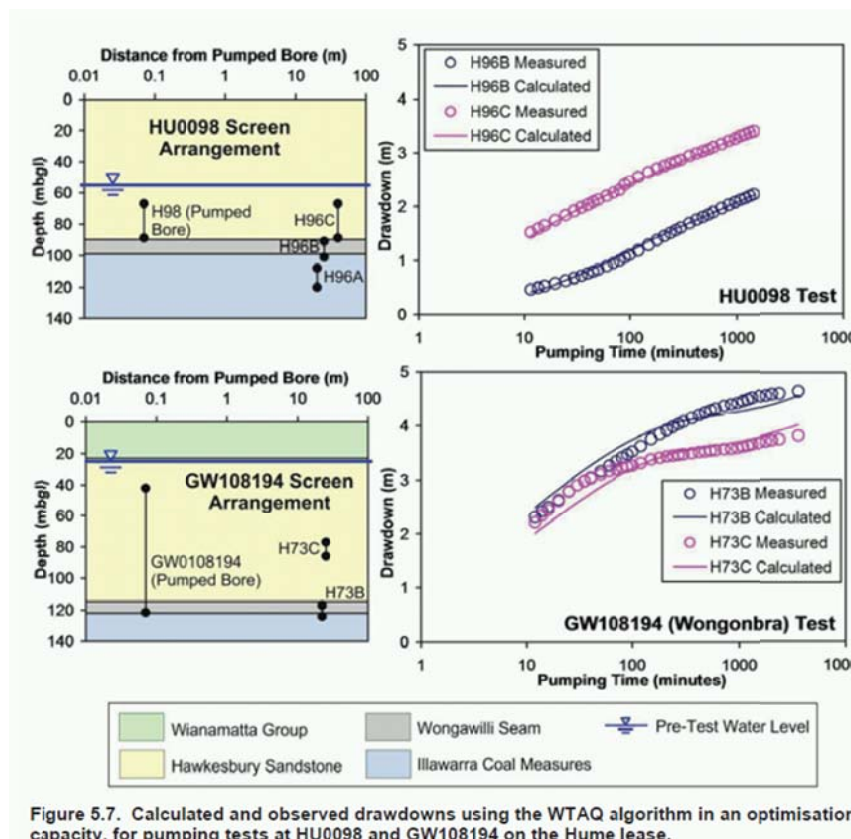 Distance from Pumped Bore (m)
0.01 0.1 1 10 100
0
20
40
60
80
100
120
140
Depth (mbgl)
HU0098 Screen
Arrangement
H98 (Pumped
Bore)
H96C
H96B
H96A
5
4
3
2
1
0
Drawdown (m)
H96B Measured
H96B Calculated
H96C Measured
H96C Calculated
HU0098 Test
1 10 100 1000
Pumping Time (minutes)
Distance from Pumped Bore (m)
0.01 0.1 1 10 100
0
20
40
60
80
100
120
140
Depth (mbgl)
GW108194 Screen
Arrangement
GW0108194
(Pumped Bore)
H73C
H73B
5
4
3
2
1
0
Drawdown (m)
H73B Measured
H73B Calculated
H73C Measured
H73C Calculated
GW108194 (Wongonbra) Test
1 10 100 1000
Pumping Time (minutes)
Wianamatta Group
Wongawilli Seam
Pre-Test Water Level
Hawkesbury Sandstone
Illawarra Coal Measures
Figure 5.7. Calculated and observed drawdowns using the WTAQ algorithm in an optimisation
capacity, for pumping tests at HU0098 and GW108194 on the Hume lease.